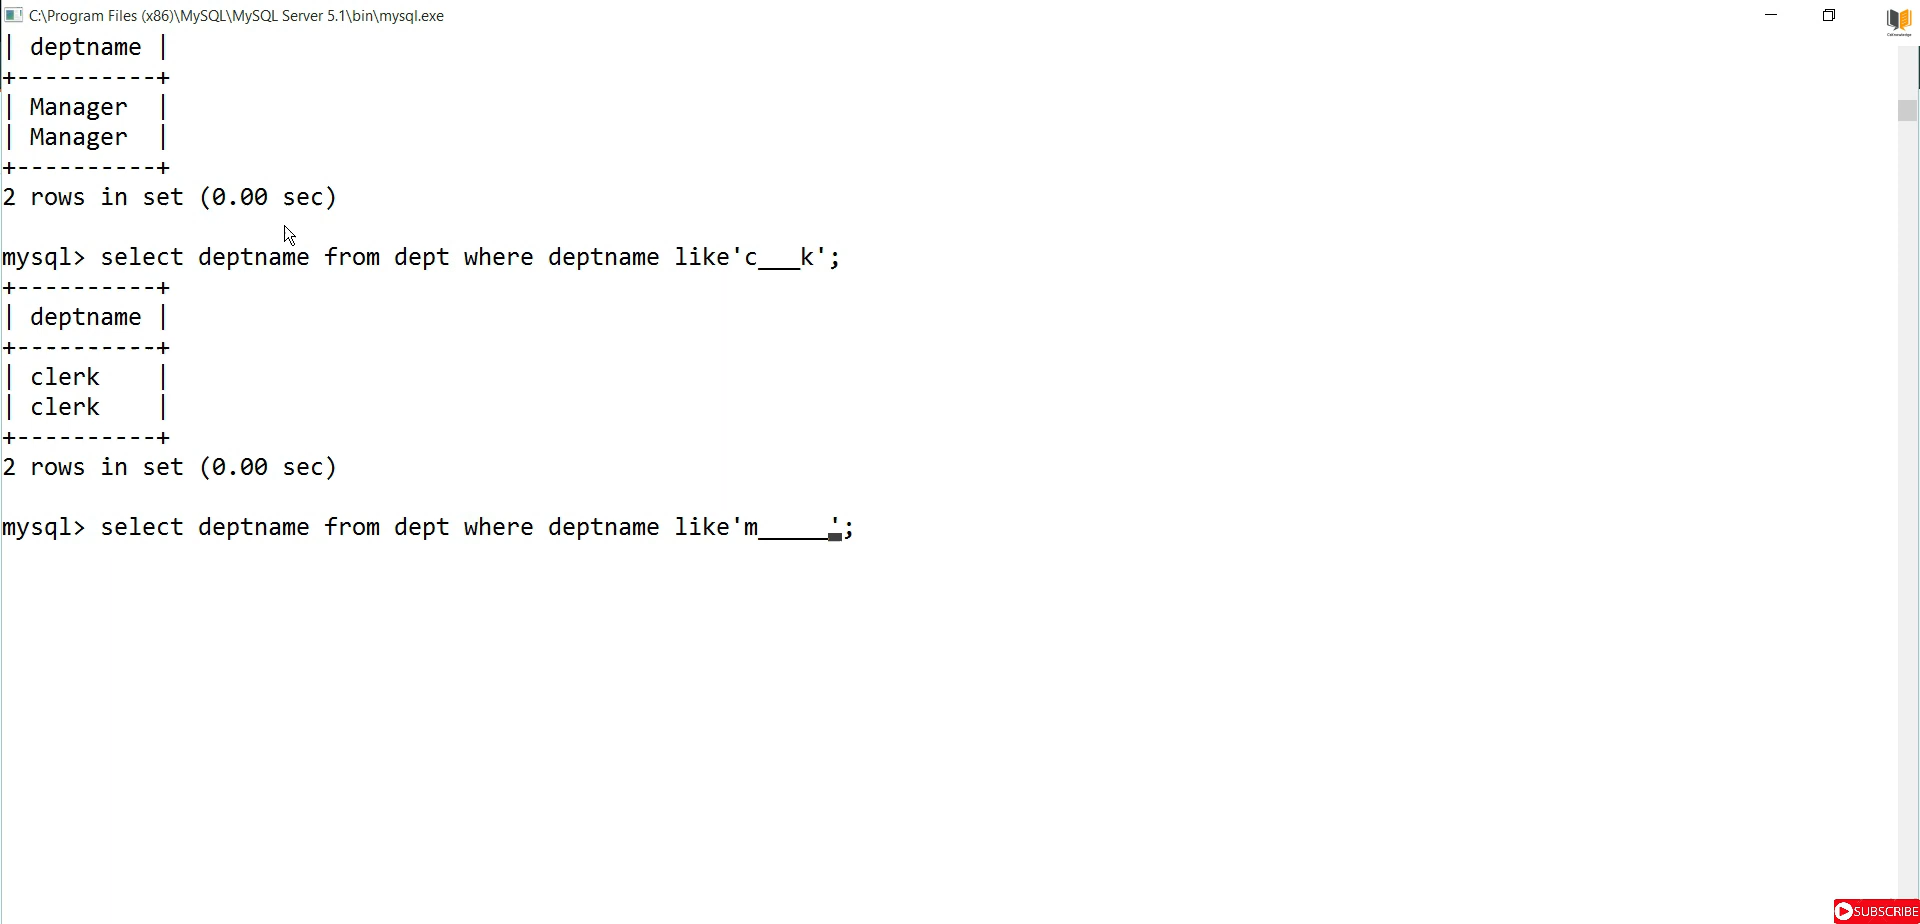 C:\Program Files (x86)\MySQL\MySQL Server 5.1\bin\mysql.exe
| deptname |
+----------+
| Manager  |
| Manager  |
+----------+
2 rows in set (0.00 sec)
mysql> select deptname from dept where deptname like'c___k';
+----------+
| deptname |
+----------+
| clerk    |
| clerk    |
+----------+
2 rows in set (0.00 sec)
mysql> select deptname from dept where deptname like'm_____';
SUBSCRIBE